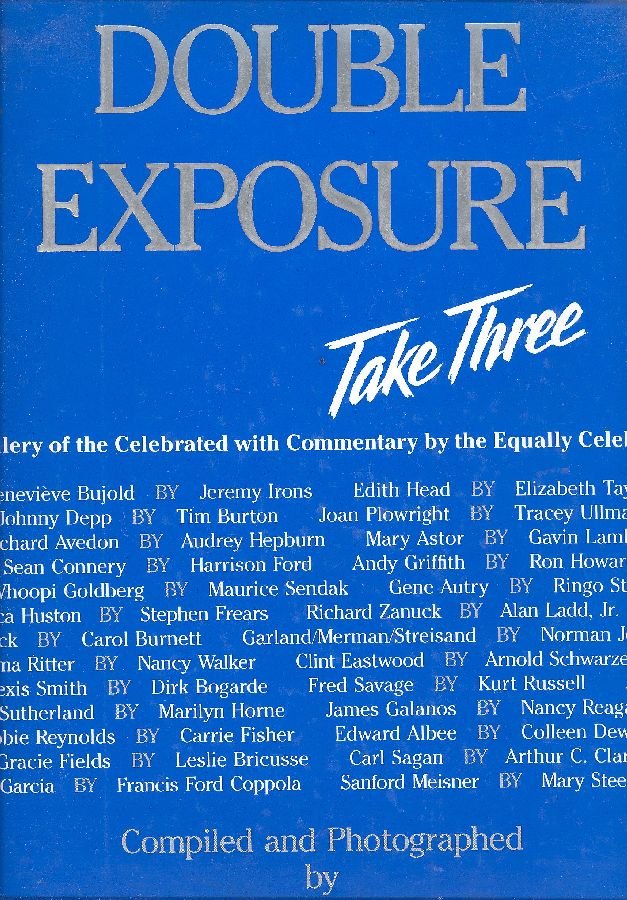 DOUBLE
EXPOSURE
Take Three
llery of the Celebrated with Commentary by the Equally Cele
eneviève Bujold BY Jeremy Irons Edith Head BY Elizabeth Tay
Johnny Depp BY Tim Burton Joan Plowright BY Tracey Ullma
chard Avedon BY Audrey Hepburn Mary Astor BY Gavin Lam
Sean Connery BY Harrison Ford Andy Griffith BY Ron Howar
Whoopi Goldberg BY Maurice Sendak Gene Autry BY Ringo St
ca Huston BY Stephen Frears Richard Zanuck BY Alan Ladd, Jr.
ck BY Carol Burnett Garland/Merman/Streisand BY Norman J
ma Ritter BY Nancy Walker Clint Eastwood BY Arnold Schwarze
exis Smith BY Dirk Bogarde Fred Savage BY Kurt Russell
Sutherland BY Marilyn Horne James Galanos BY Nancy Reaga
bie Reynolds BY Carrie Fisher Edward Albee BY Colleen Dew
Gracie Fields BY Leslie Bricusse Carl Sagan BY Arthur C. Clar
Garcia BY Francis Ford Coppola Sanford Meisner BY Mary Stee
Compiled and Photographed
by